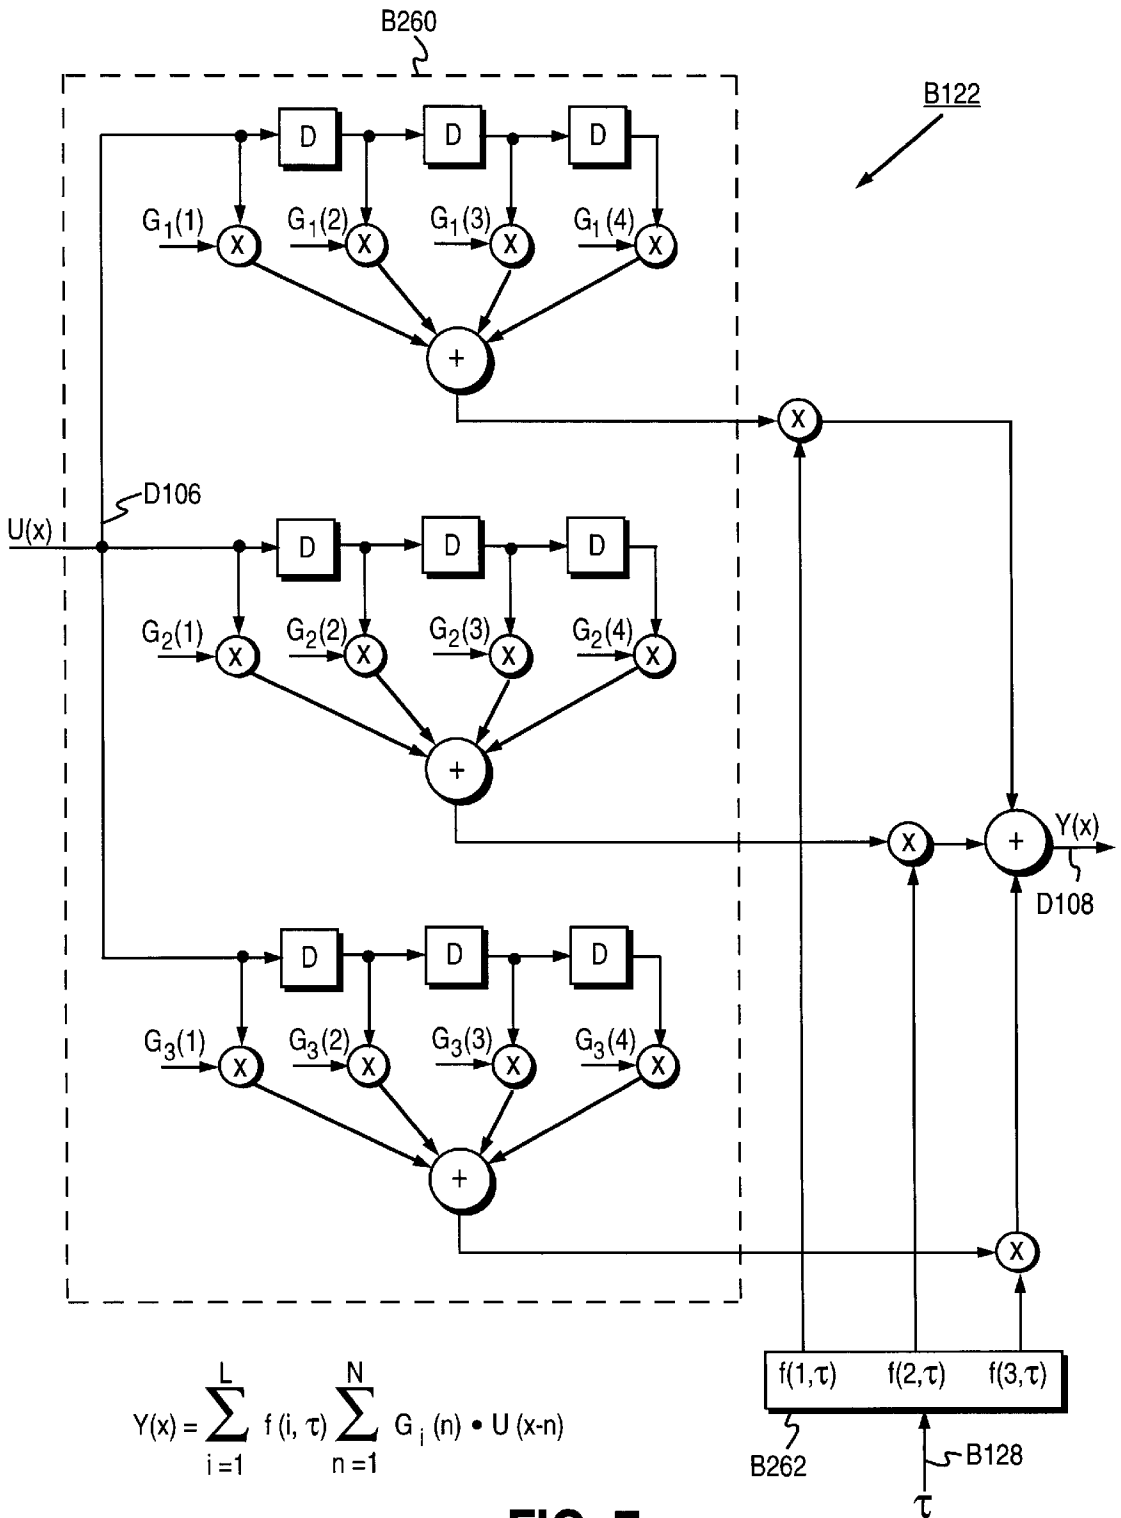 B260
B122
D D D
G1(1) G1(2) G1(3) G1(4)
X X X X
+
X
D106
U(x)
D D D
G2(1) G2(2) G2(3) G2(4)
X X X X
+
X + Y(x)
D108
D D D
G3(1) G3(2) G3(3) G3(4)
X X X X
+
X
f(1,τ) f(2,τ) f(3,τ)
B262
B128
τ
Y(x) = L∑i=1 f(i, τ) N∑n=1 Gi(n) • U(x-n)